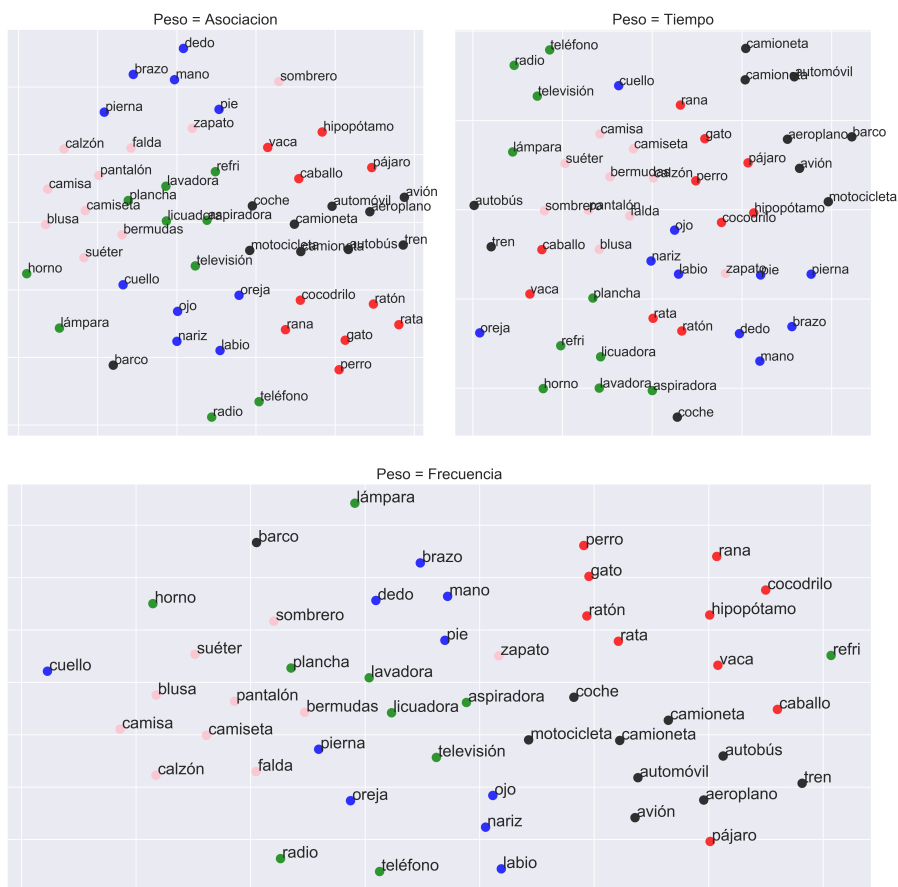 Peso = Asociacion
dedo
brazo
mano
sombrero
pierna
pie
zapato
hipopótamo
calzón
falda
vaca
refri
pájaro
pantalón
lavadora
caballo
camisa
plancha
avión
camiseta
coche
automóvil
aeroplano
blusa
licuadora
aspiradora
camioneta
bermudas
motocicleta
camioneta
autobús
tren
suéter
televisión
horno
cuello
oreja
cocodrilo
ratón
ojo
lámpara
rana
rata
nariz
labio
gato
barco
perro
teléfono
radio
Peso = Tiempo
teléfono
camioneta
radio
camioneta
automóvil
televisión
cuello
rana
camisa
gato
aeroplano
barco
lámpara
camiseta
suéter
pájaro
avión
bermudas
calzón
perro
autobús
sombrero
pantalón
falda
hipopótamo
cocodrilo
motocicleta
ojo
tren
caballo
blusa
nariz
labio
zapato
pie
pierna
vaca
plancha
rata
ratón
oreja
dedo
brazo
refri
licuadora
mano
horno
lavadora
aspiradora
coche
Peso = Frecuencia
lámpara
barco
perro
rana
brazo
gato
cocodrilo
horno
dedo
mano
ratón
hipopótamo
sombrero
pie
rata
suéter
zapato
refri
cuello
plancha
lavadora
vaca
blusa
pantalón
bermudas
licuadora
aspiradora
coche
caballo
camisa
camiseta
camioneta
pierna
motocicleta
camioneta
televisión
autobús
calzón
falda
automóvil
tren
oreja
ojo
aeroplano
nariz
avión
pájaro
radio
teléfono
labio